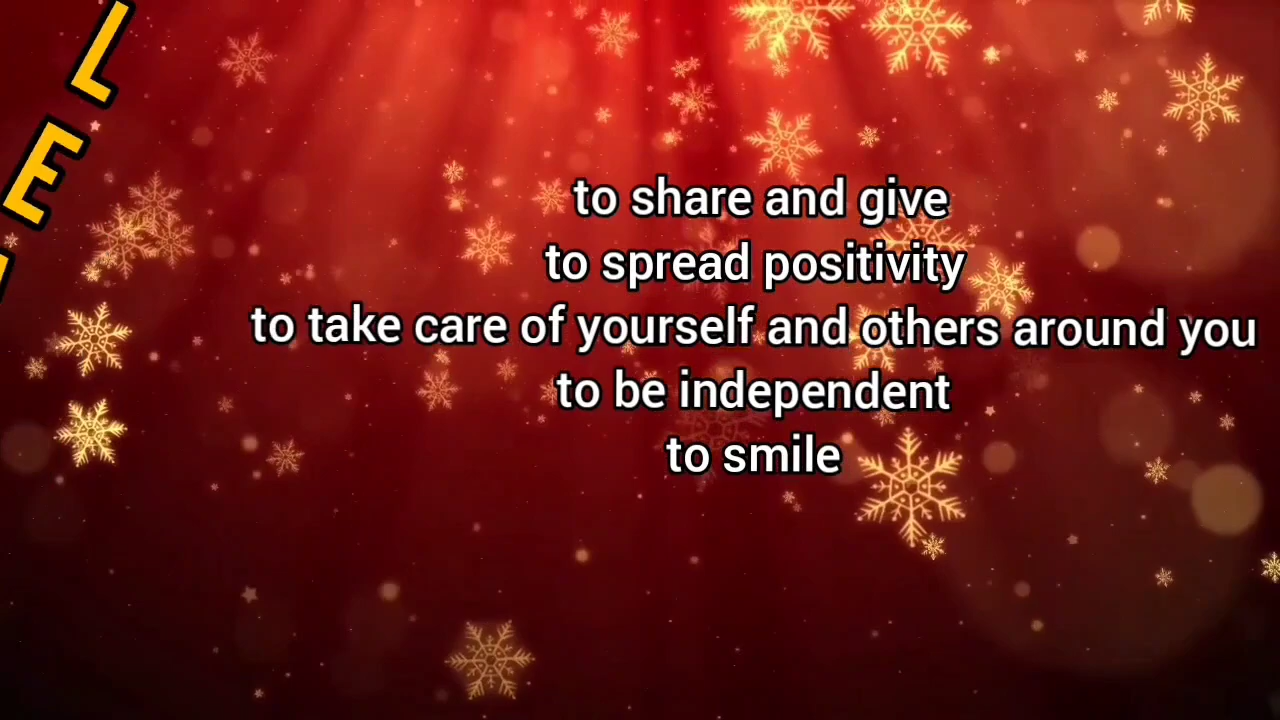 LE
to share and give
to spread positivity
to take care of yourself and others around you
to be independent
to smile